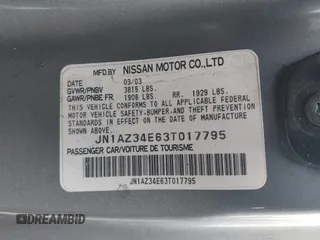 MFD.BY NISSAN MOTOR CO.,LTD
DATE 03/03
GVWR/PNBV 3815 LBS.
GAWR/PNBE FR. 1906 LBS. RR. 1929 LBS.
THIS VEHICLE CONFORMS TO ALL APPLICABLE FEDERAL
MOTOR VEHICLE SAFETY-BUMPER- AND THEFT PREVENTION
STANDARDS IN EFFECT ON THE DATE OF MANUFACTURE
SHOWN ABOVE.
JN1AZ34E63T017795
PASSENGER CAR/VOITURE DE TOURISME
JN1AZ34E63T017795
©AUTOBIDMASTER